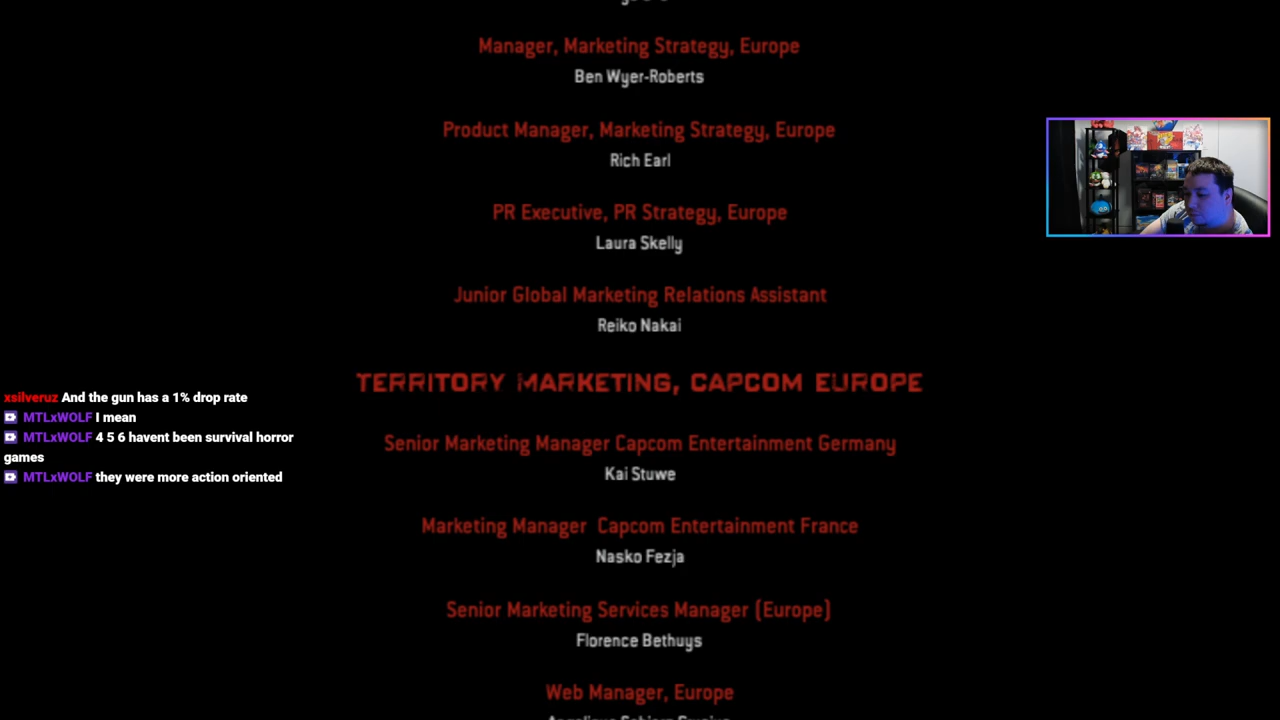 Manager, Marketing Strategy, Europe
Ben Wyer-Roberts
Product Manager, Marketing Strategy, Europe
Rich Earl
PR Executive, PR Strategy, Europe
Laura Skelly
Junior Global Marketing Relations Assistant
Reiko Nakai
TERRITORY MARKETING, CAPCOM EUROPE
Senior Marketing Manager Capcom Entertainment Germany
Kai Stuwe
Marketing Manager Capcom Entertainment France
Nasko Fezja
Senior Marketing Services Manager (Europe)
Florence Bethuys
Web Manager, Europe
xsilveruz And the gun has a 1% drop rate
MTLxWOLF I mean
MTLxWOLF 4 5 6 havent been survival horror
games
MTLxWOLF they were more action oriented